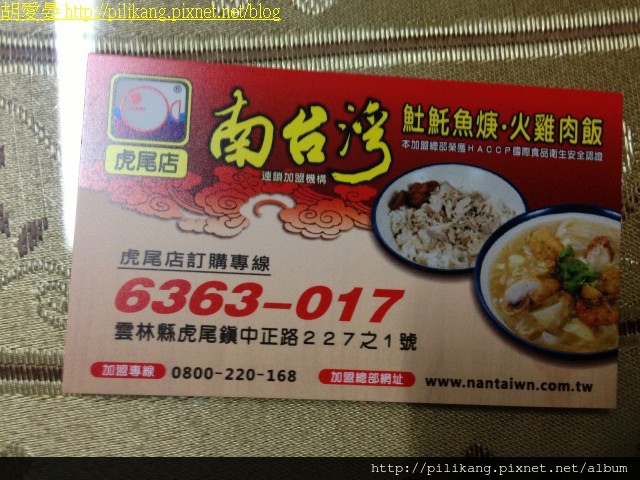 胡愛晏 http://pilikang.pixnet.net/blog
®
虎尾店
南台灣
連鎖加盟機構
𩵚魠魚焿·火雞肉飯
本加盟總部榮獲HACCP國際食品衛生安全認證
虎尾店訂購專線
6363-017
雲林縣虎尾鎮中正路227之1號
加盟專線 0800-220-168
加盟總部網址 www.nantaiwn.com.tw
http://pilikang.pixnet.net/album